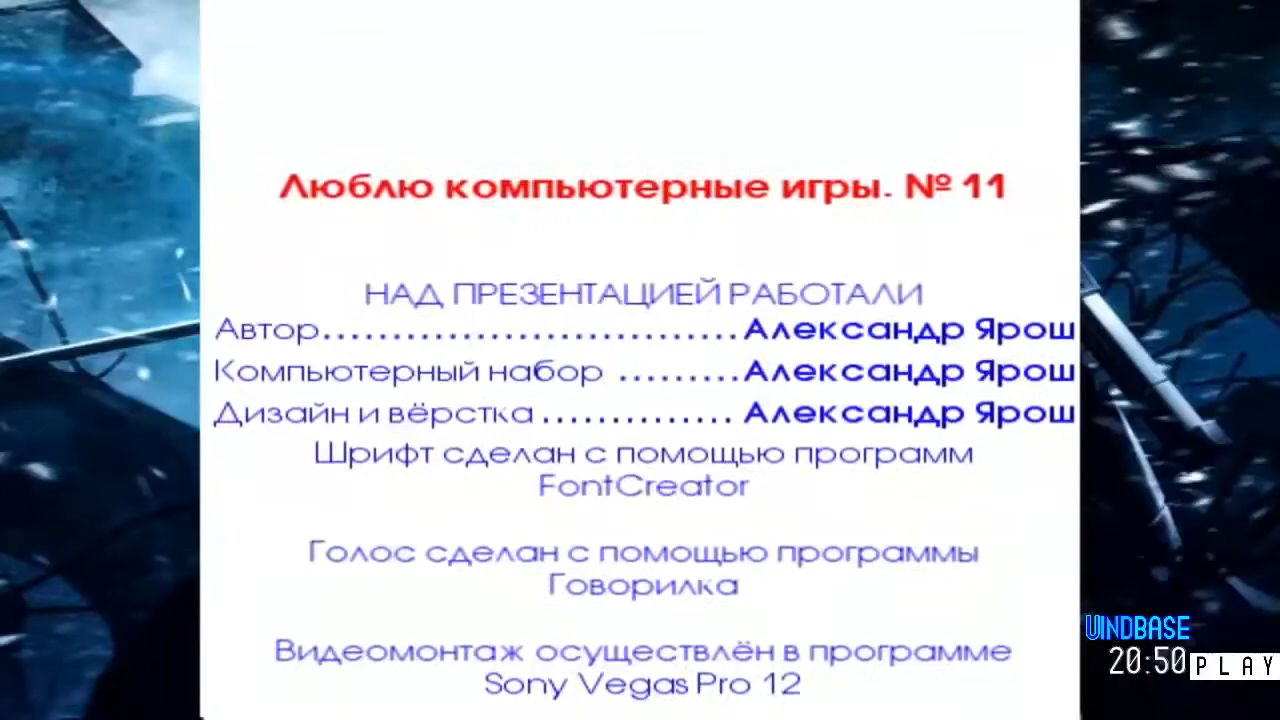 Люблю компьютерные игры. № 11
НАД ПРЕЗЕНТАЦИЕЙ РАБОТАЛИ
Автор...............................Александр Ярош
Компьютерный набор .........Александр Ярош
Дизайн и вёрстка .............. Александр Ярош
Шрифт сделан с помощью программ
FontCreator
Голос сделан с помощью программы
Говорилка
Видеомонтаж осуществлён в программе
Sony Vegas Pro 12
WINDBASE
20:50 PLAY